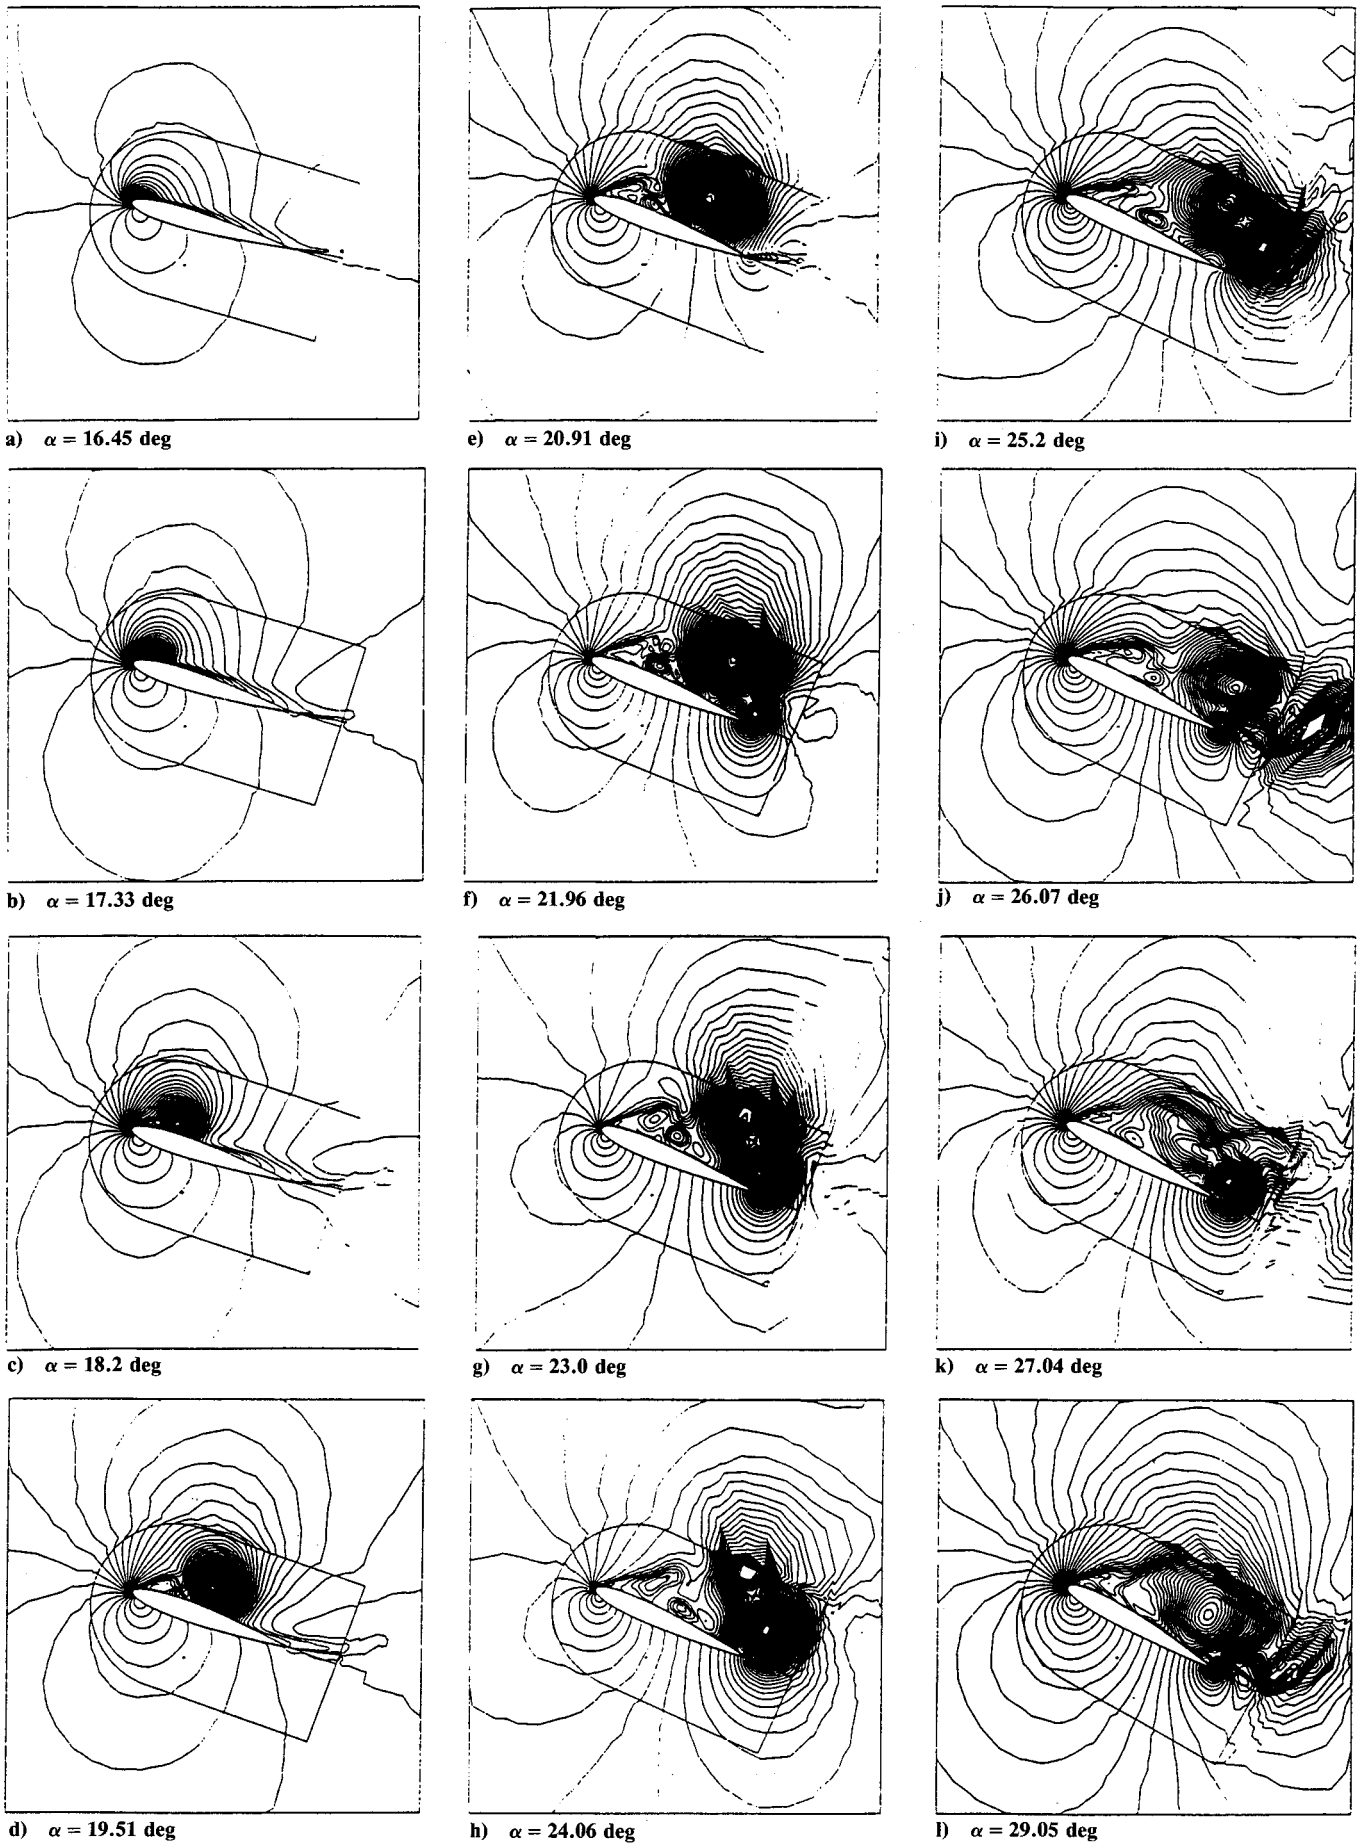 a) α = 16.45 deg
e) α = 20.91 deg
i) α = 25.2 deg
b) α = 17.33 deg
f) α = 21.96 deg
j) α = 26.07 deg
c) α = 18.2 deg
g) α = 23.0 deg
k) α = 27.04 deg
d) α = 19.51 deg
h) α = 24.06 deg
l) α = 29.05 deg